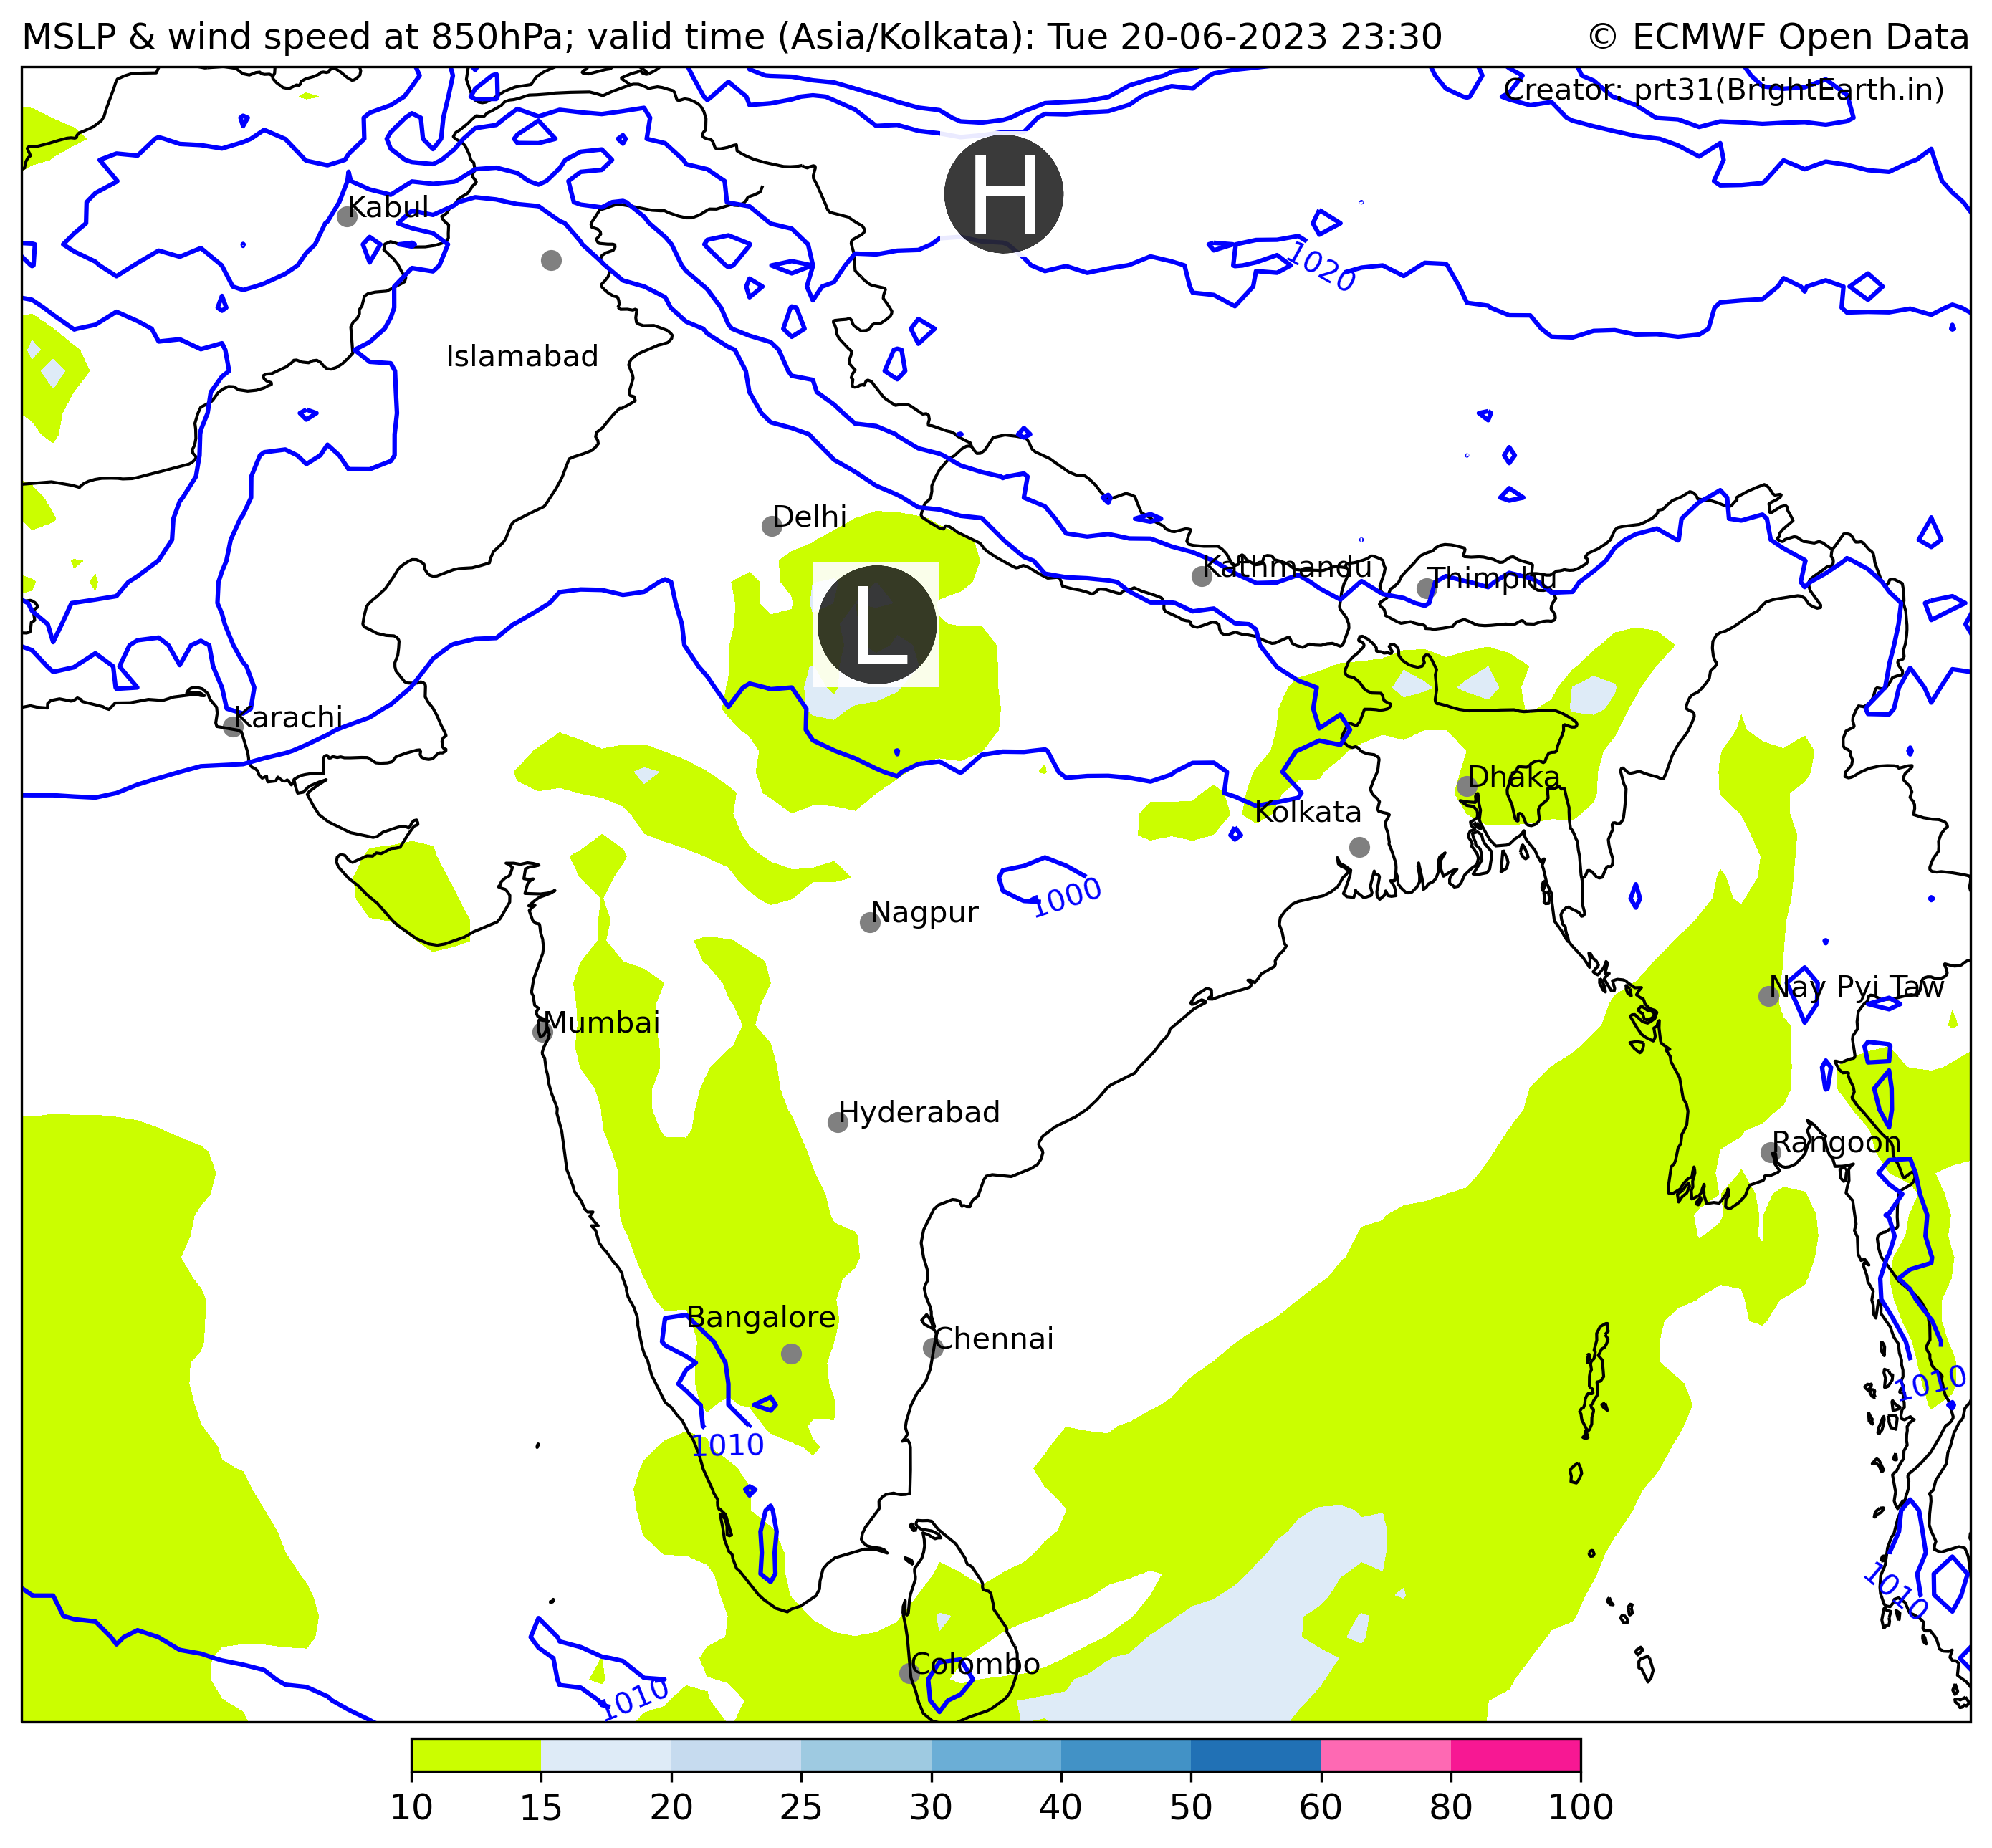 MSLP & wind speed at 850hPa; valid time (Asia/Kolkata): Tue 20-06-2023 23:30 © ECMWF Open Data
Creator: prt31(BrightEarth.in)
H
Kabul
1020
Islamabad
Delhi
Kathmandu
Thimphu
L
Karachi
Dhaka
Kolkata
1000
Nagpur
Nay Pyi Taw
Mumbai
Hyderabad
Rangoon
Bangalore
Chennai
1010
1010
1010
Colombo
1010
10 15 20 25 30 40 50 60 80 100